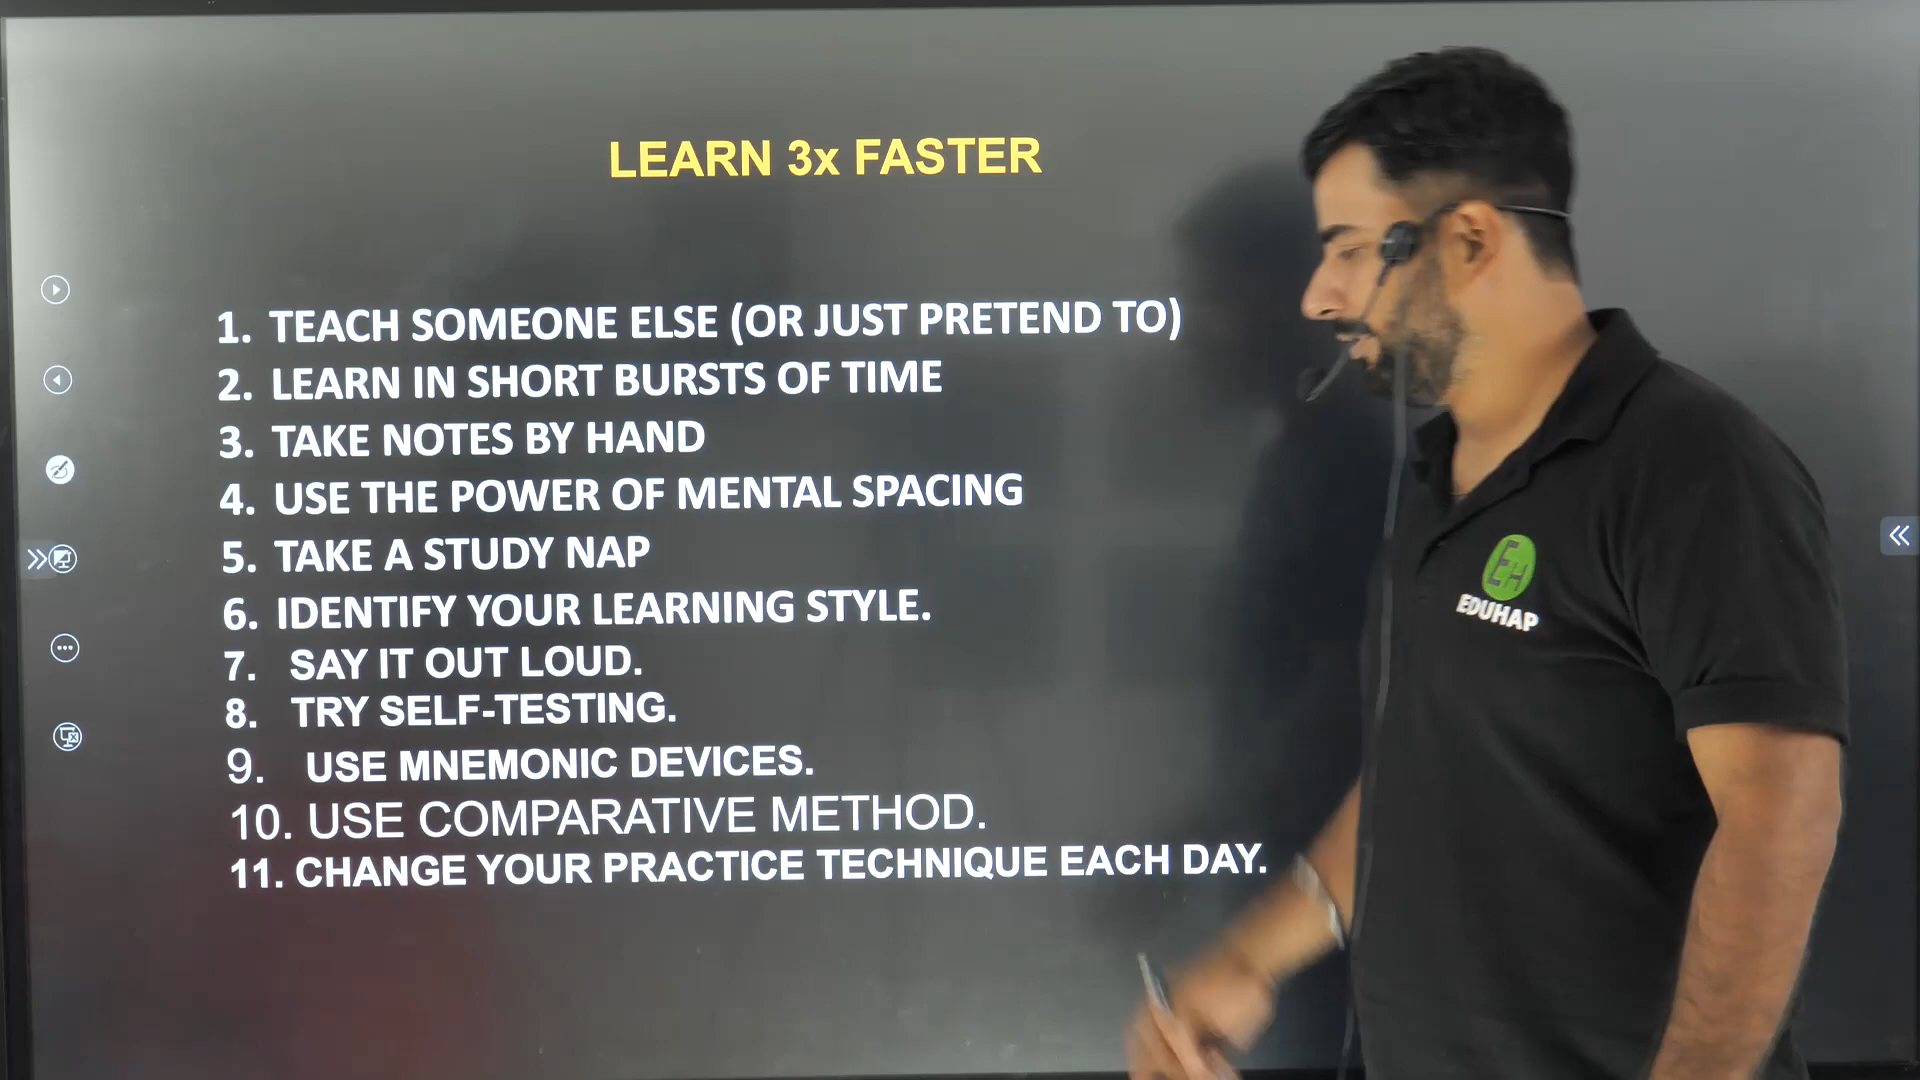 LEARN 3x FASTER
1. TEACH SOMEONE ELSE (OR JUST PRETEND TO)
2. LEARN IN SHORT BURSTS OF TIME
3. TAKE NOTES BY HAND
4. USE THE POWER OF MENTAL SPACING
5. TAKE A STUDY NAP
6. IDENTIFY YOUR LEARNING STYLE.
7. SAY IT OUT LOUD.
8. TRY SELF-TESTING.
9. USE MNEMONIC DEVICES.
10. USE COMPARATIVE METHOD.
11. CHANGE YOUR PRACTICE TECHNIQUE EACH DAY.
EH
EDUHAP